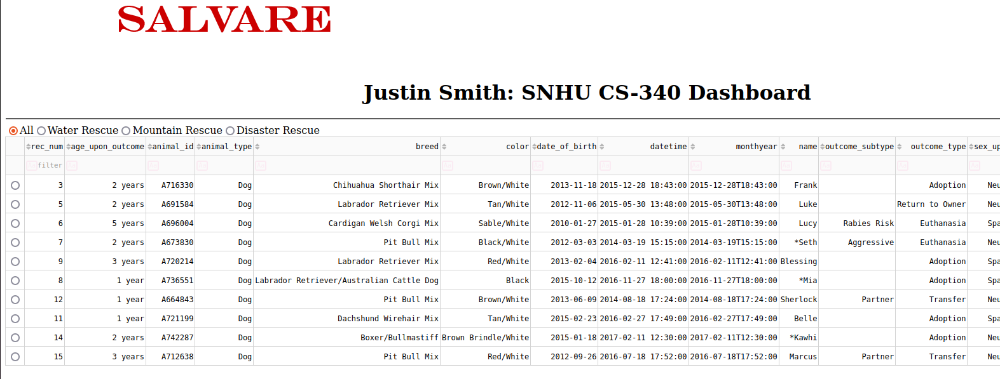 SALVARE
Justin Smith: SNHU CS-340 Dashboard
All Water Rescue Mountain Rescue Disaster Rescue
rec_num age_upon_outcome animal_id animal_type breed color date_of_birth datetime monthyear name outcome_subtype outcome_type sex_up
Aa filter Aa Aa Aa Aa Aa Aa Aa Aa Aa Aa Aa Aa
3 2 years A716330 Dog Chihuahua Shorthair Mix Brown/White 2013-11-18 2015-12-28 18:43:00 2015-12-28T18:43:00 Frank Adoption Neu
5 2 years A691584 Dog Labrador Retriever Mix Tan/White 2012-11-06 2015-05-30 13:48:00 2015-05-30T13:48:00 Luke Return to Owner Neu
6 5 years A696004 Dog Cardigan Welsh Corgi Mix Sable/White 2010-01-27 2015-01-28 10:39:00 2015-01-28T10:39:00 Lucy Rabies Risk Euthanasia Spa
7 2 years A673830 Dog Pit Bull Mix Black/White 2012-03-03 2014-03-19 15:15:00 2014-03-19T15:15:00 *Seth Aggressive Euthanasia Neu
9 3 years A720214 Dog Labrador Retriever Mix Red/White 2013-02-04 2016-02-11 12:41:00 2016-02-11T12:41:00 Blessing Adoption Spa
8 1 year A736551 Dog Labrador Retriever/Australian Cattle Dog Black 2015-10-12 2016-11-27 18:00:00 2016-11-27T18:00:00 *Mia Adoption Spa
12 1 year A664843 Dog Pit Bull Mix Brown/White 2013-06-09 2014-08-18 17:24:00 2014-08-18T17:24:00 Sherlock Partner Transfer Neu
11 1 year A721199 Dog Dachshund Wirehair Mix Tan/White 2015-02-23 2016-02-27 17:49:00 2016-02-27T17:49:00 Belle Adoption Spa
14 2 years A742287 Dog Boxer/Bullmastiff Brown Brindle/White 2015-01-18 2017-02-11 12:30:00 2017-02-11T12:30:00 *Kawhi Adoption Neu
15 3 years A712638 Dog Pit Bull Mix Red/White 2012-09-26 2016-07-18 17:52:00 2016-07-18T17:52:00 Marcus Partner Transfer Neu